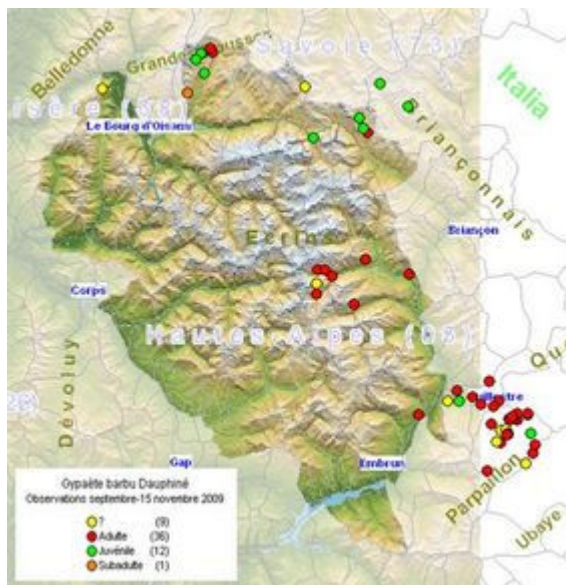 Savoie (73)
Grandes Rousses
Belledonne
Italia
Isère (38)
Le Bourg d'Oisans
Briançonnais
Ecrins
Briançon
Corps
Hautes Alpes (05)
Dévoluy
Gap
Embrun
Parpaillon
Ubaye
Gypaète barbu Dauphiné
Observations septembre-15 novembre 2009
? (9)
Adulte (36)
Juvénile (12)
Subadulte (1)